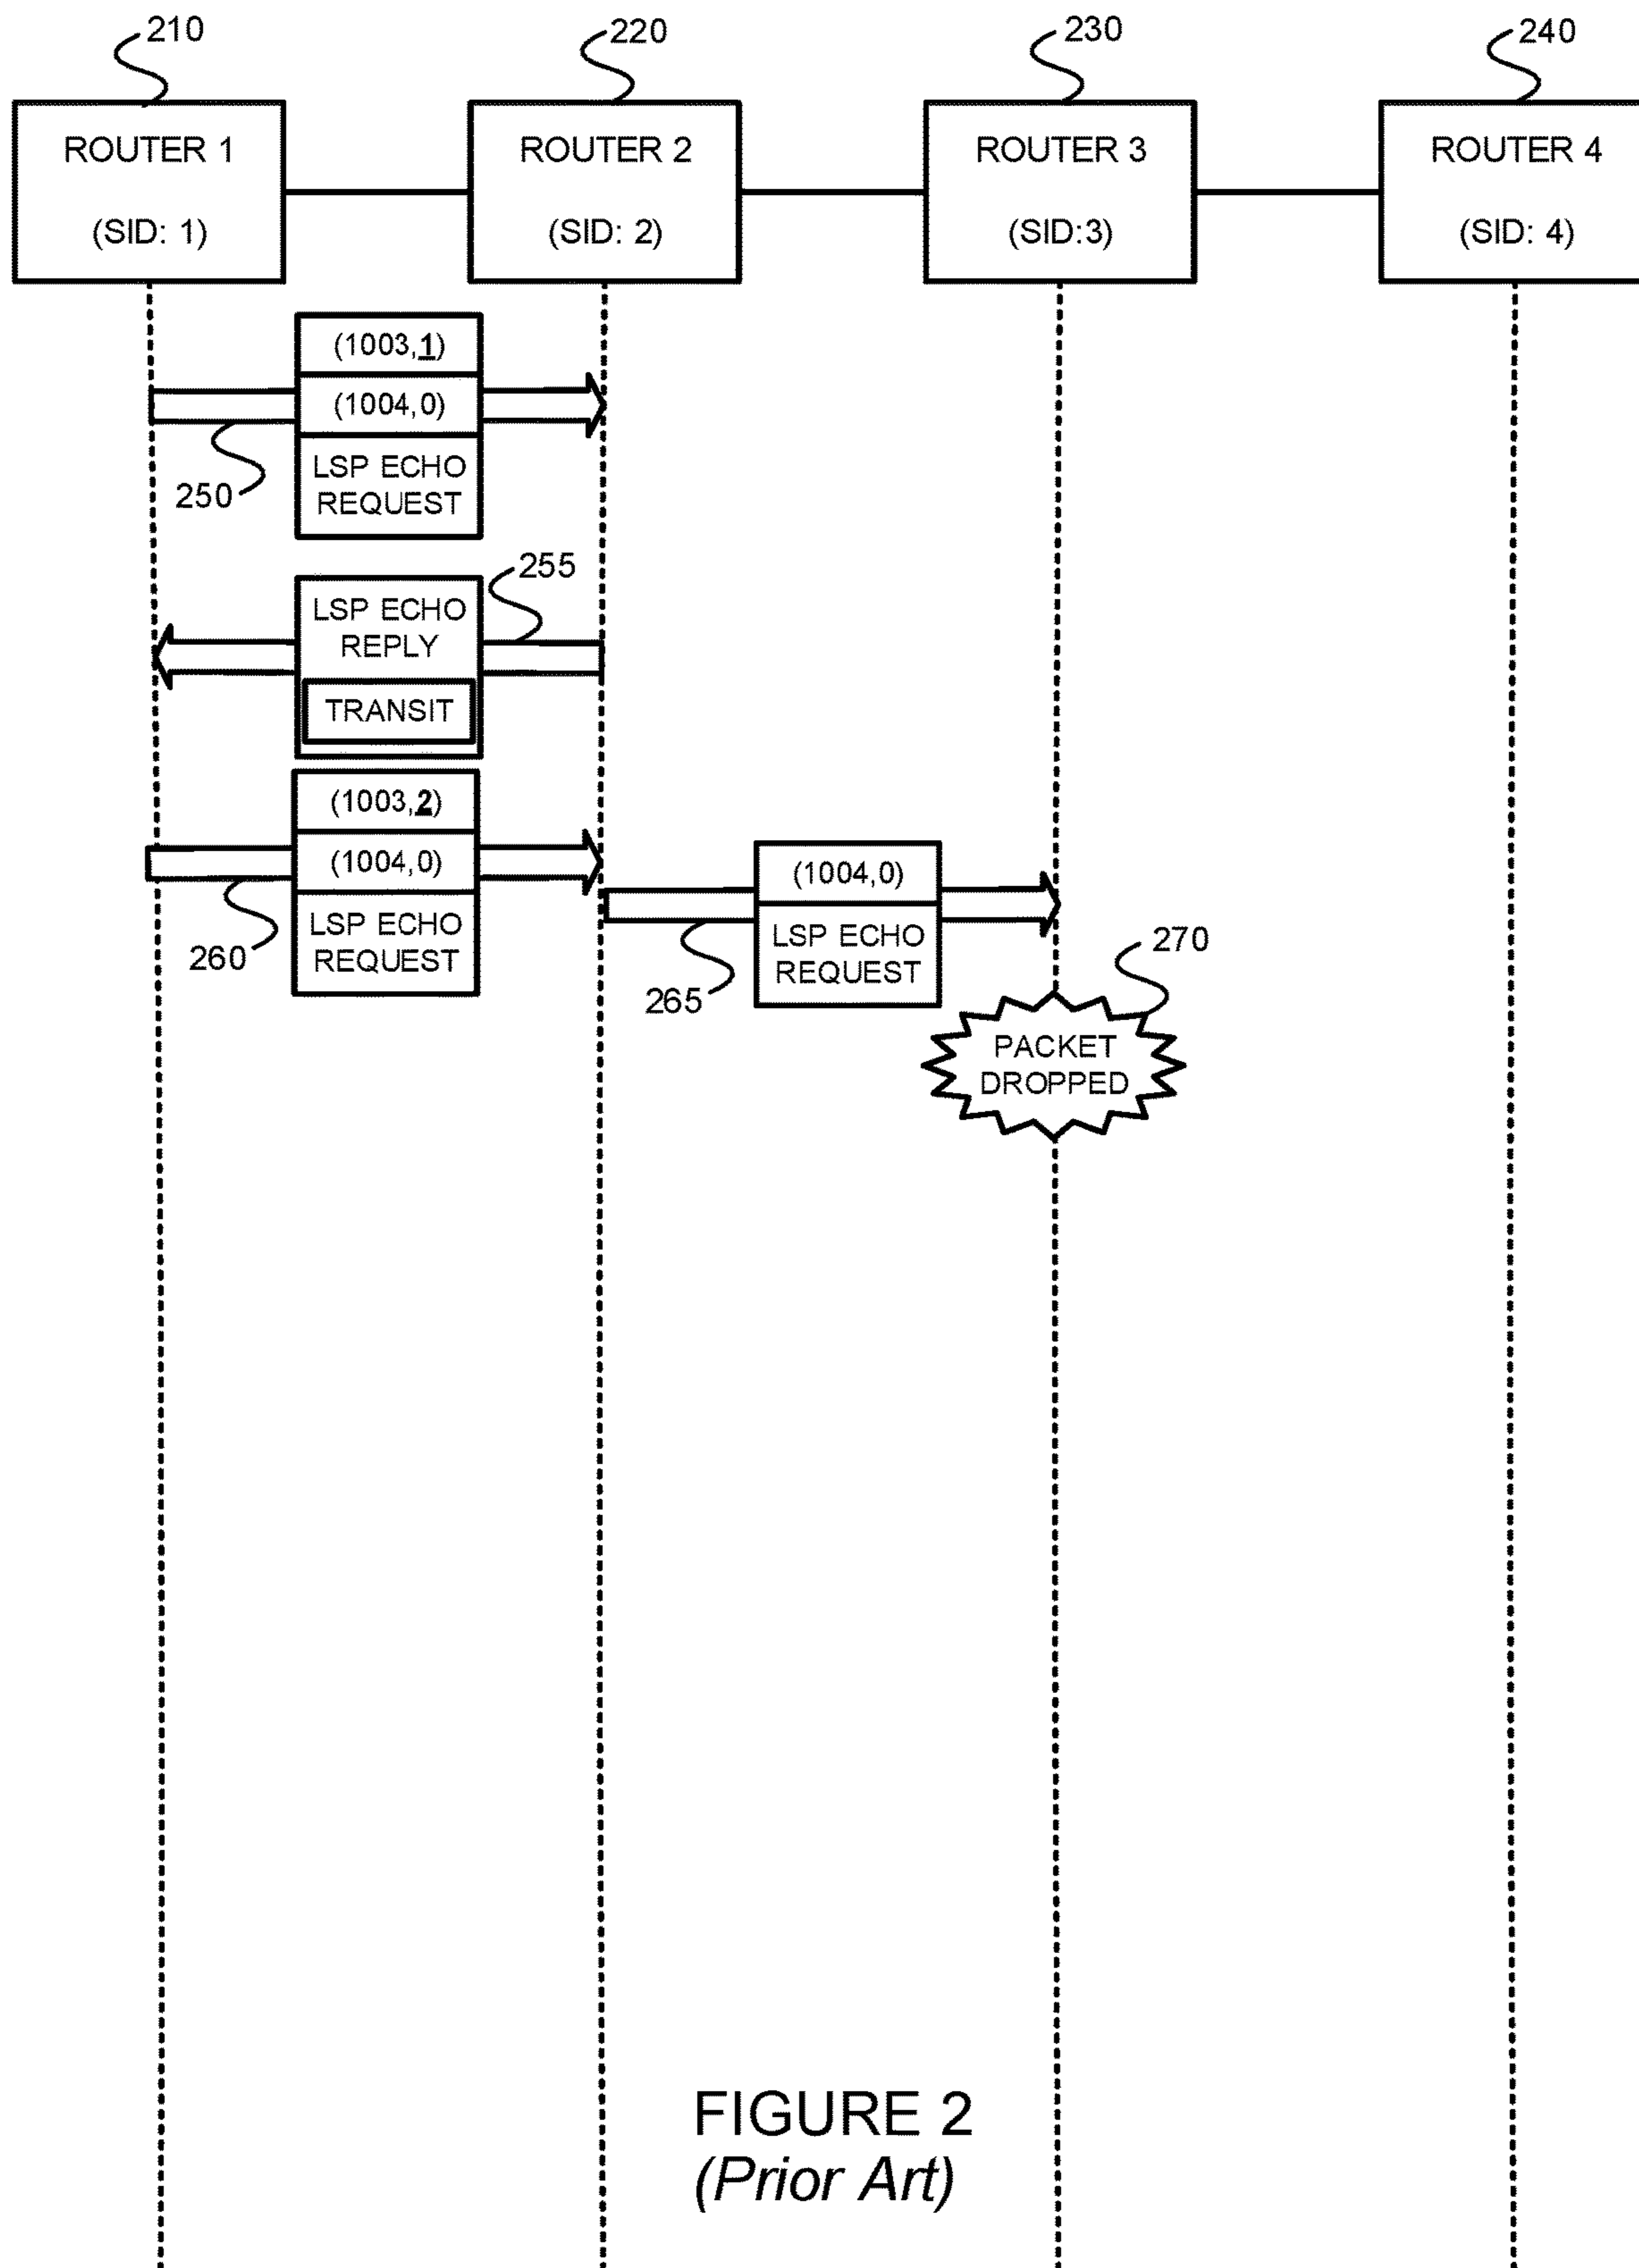 210
220
230
240
ROUTER 1
(SID: 1)
ROUTER 2
(SID: 2)
ROUTER 3
(SID:3)
ROUTER 4
(SID: 4)
(1003,1)
(1004,0)
LSP ECHO
REQUEST
250
255
LSP ECHO
REPLY
TRANSIT
(1003,2)
(1004,0)
LSP ECHO
REQUEST
260
(1004,0)
LSP ECHO
REQUEST
265
270
PACKET
DROPPED
FIGURE 2
(Prior Art)